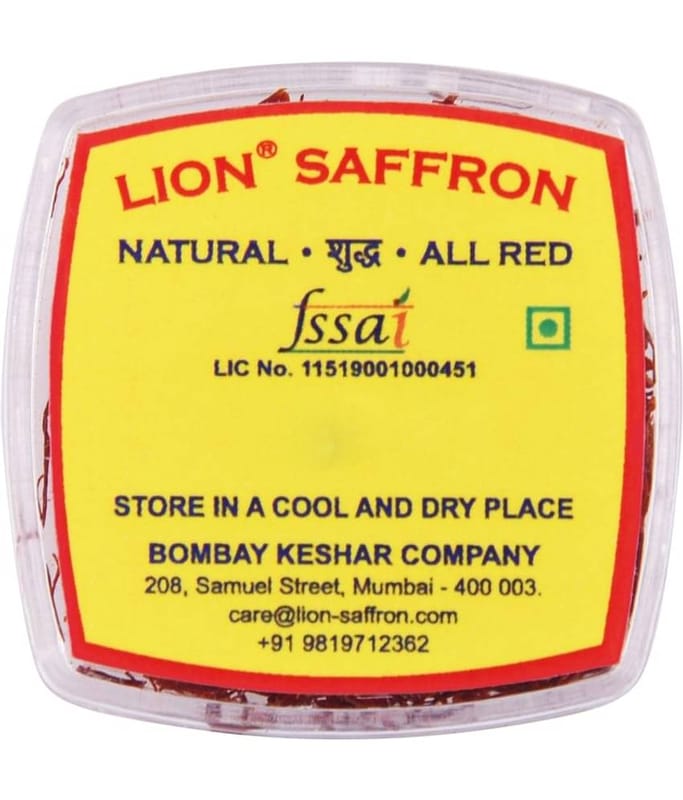 LION® SAFFRON
NATURAL • शुद्ध • ALL RED
fssai
LIC No. 11519001000451
STORE IN A COOL AND DRY PLACE
BOMBAY KESHAR COMPANY
208, Samuel Street, Mumbai - 400 003.
care@lion-saffron.com
+91 9819712362